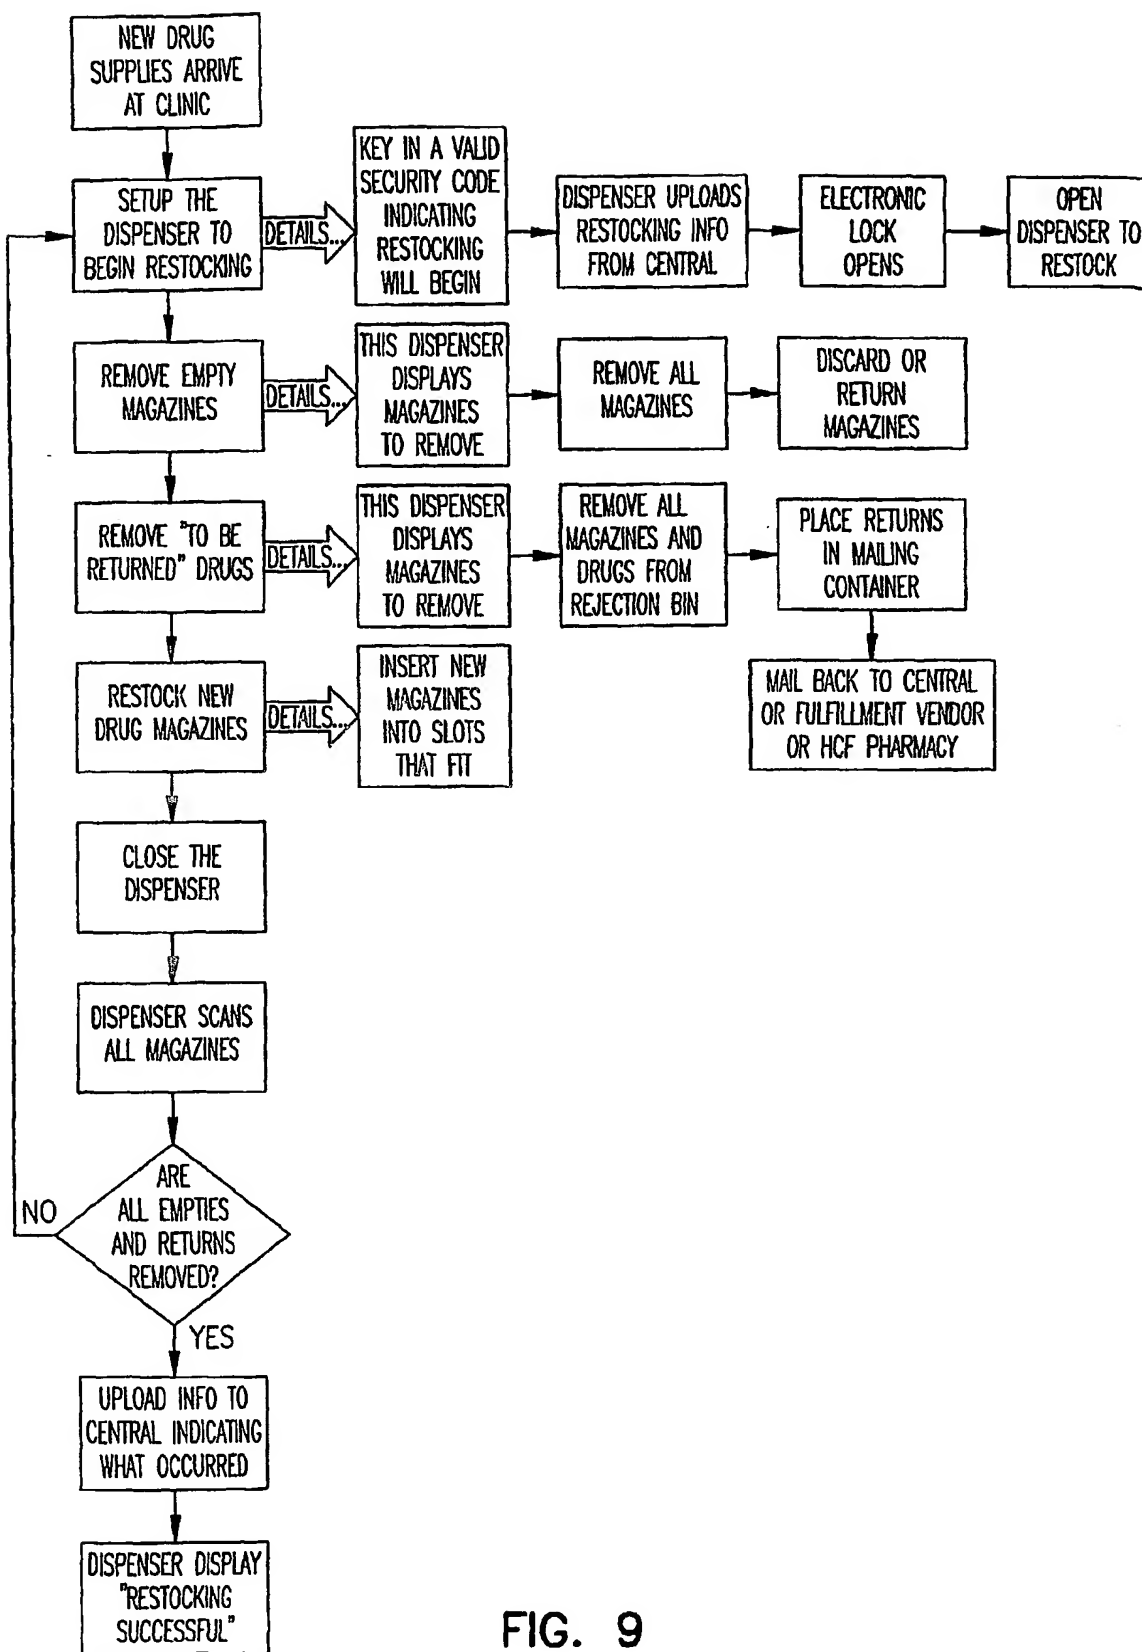 NEW DRUG
SUPPLIES ARRIVE
AT CLINIC
SETUP THE
DISPENSER TO
BEGIN RESTOCKING
DETAILS...
KEY IN A VALID
SECURITY CODE
INDICATING
RESTOCKING
WILL BEGIN
DISPENSER UPLOADS
RESTOCKING INFO
FROM CENTRAL
ELECTRONIC
LOCK
OPENS
OPEN
DISPENSER TO
RESTOCK
REMOVE EMPTY
MAGAZINES
DETAILS...
THIS DISPENSER
DISPLAYS
MAGAZINES
TO REMOVE
REMOVE ALL
MAGAZINES
DISCARD OR
RETURN
MAGAZINES
REMOVE "TO BE
RETURNED" DRUGS
DETAILS...
THIS DISPENSER
DISPLAYS
MAGAZINES
TO REMOVE
REMOVE ALL
MAGAZINES AND
DRUGS FROM
REJECTION BIN
PLACE RETURNS
IN MAILING
CONTAINER
MAIL BACK TO CENTRAL
OR FULFILLMENT VENDOR
OR HCF PHARMACY
RESTOCK NEW
DRUG MAGAZINES
DETAILS...
INSERT NEW
MAGAZINES
INTO SLOTS
THAT FIT
CLOSE THE
DISPENSER
DISPENSER SCANS
ALL MAGAZINES
ARE
ALL EMPTIES
AND RETURNS
REMOVED?
NO
YES
UPLOAD INFO TO
CENTRAL INDICATING
WHAT OCCURRED
DISPENSER DISPLAY
"RESTOCKING
SUCCESSFUL"
FIG. 9